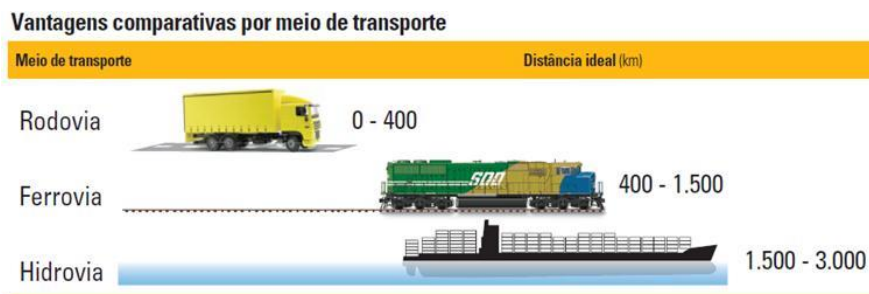 Vantagens comparativas por meio de transporte
Meio de transporte Distância ideal (km)
Rodovia 0 - 400
Ferrovia 400 - 1.500
Hidrovia 1.500 - 3.000